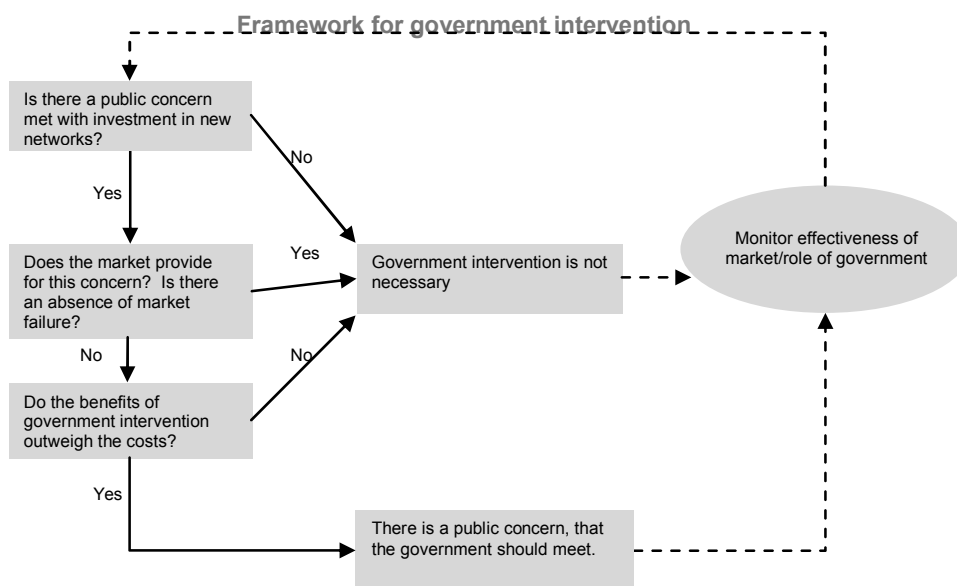 Framework for government intervention
Is there a public concern
met with investment in new
networks?
No
Yes
Does the market provide
for this concern?  Is there
an absence of market
failure?
Yes
Government intervention is not
necessary
Monitor effectiveness of
market/role of government
No
No
Do the benefits of
government intervention
outweigh the costs?
Yes
There is a public concern, that
the government should meet.